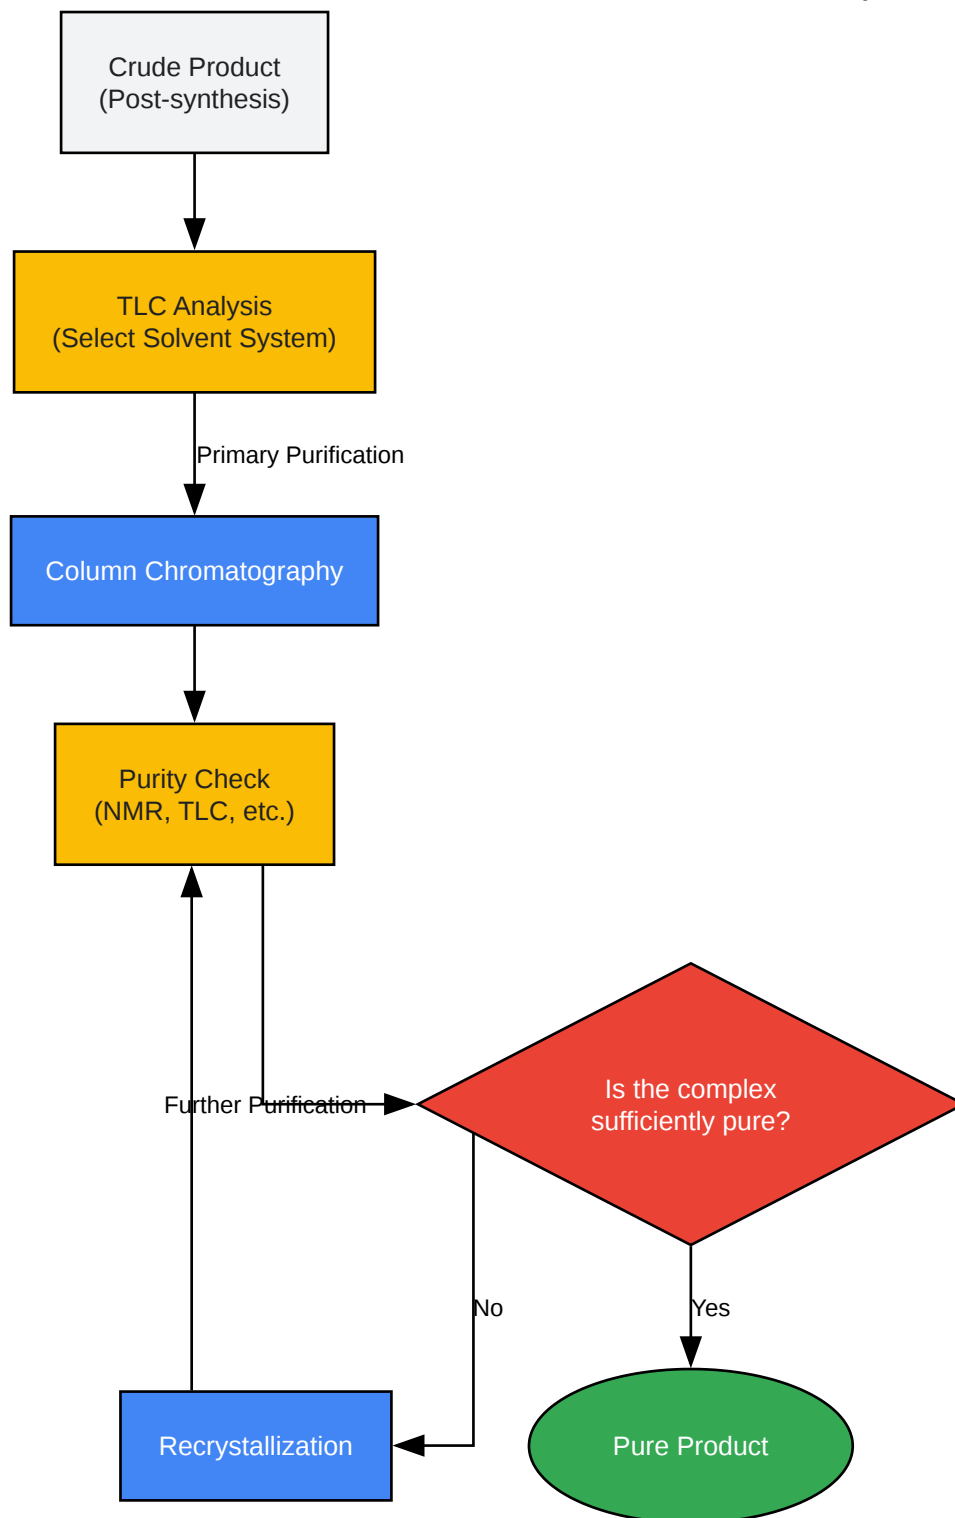 Crude Product
(Post-synthesis)
TLC Analysis
(Select Solvent System)
Primary Purification
Column Chromatography
Purity Check
(NMR, TLC, etc.)
Is the complex
sufficiently pure?
Further Purification
No
Yes
Recrystallization
Pure Product